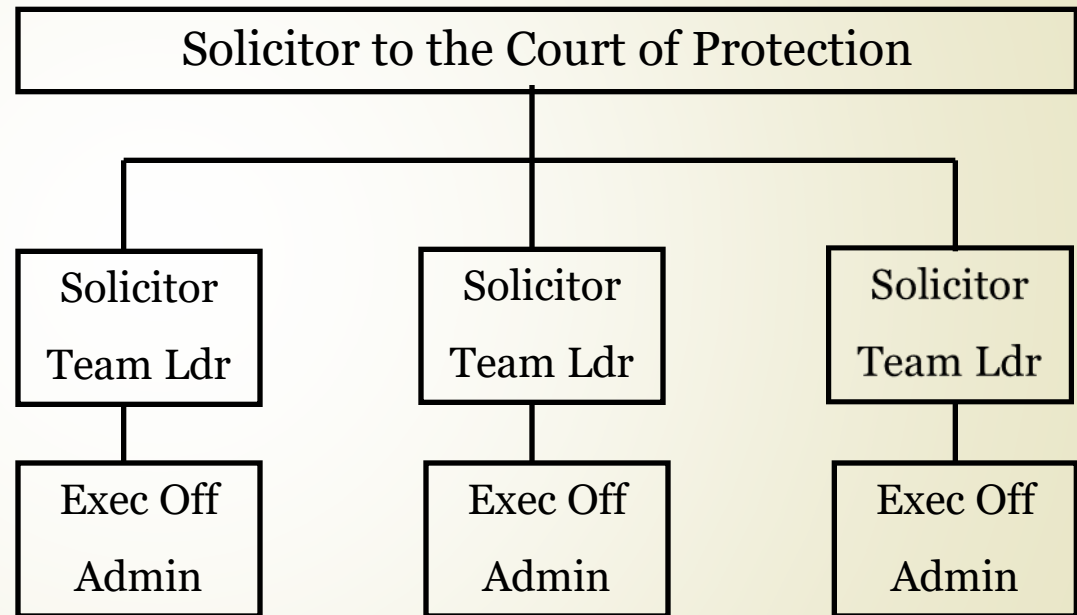 Solicitor to the Court of Protection
Solicitor
Team Ldr
Solicitor
Team Ldr
Solicitor
Team Ldr
Exec Off
Admin
Exec Off
Admin
Exec Off
Admin